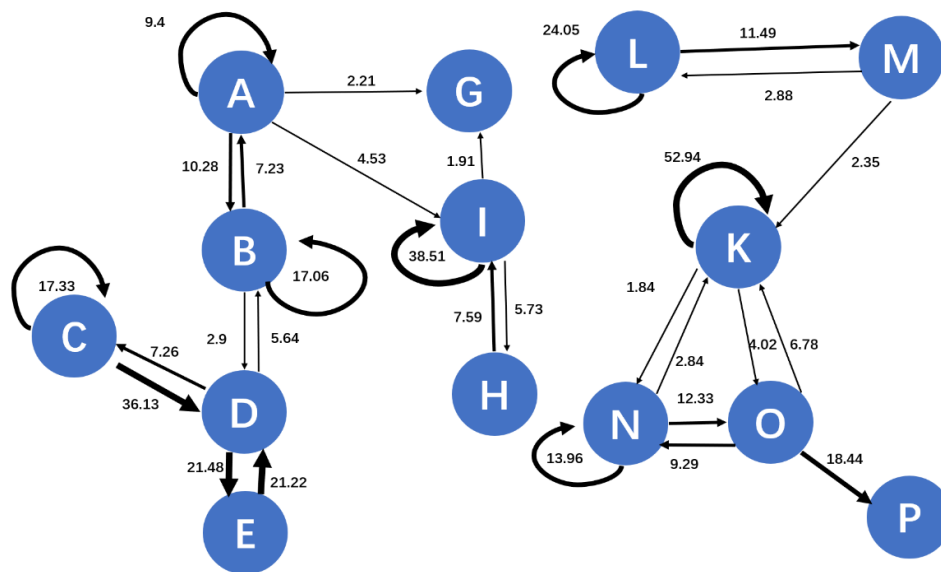 9.4
24.05
L
11.49
M
A
2.21
G
2.88
10.28
7.23
4.53
1.91
52.94
2.35
B
I
K
17.06
38.51
17.33
1.84
C
7.26
2.9
5.64
7.59
5.73
4.02
6.78
2.84
36.13
D
H
12.33
N
O
21.48
21.22
13.96
9.29
18.44
E
P